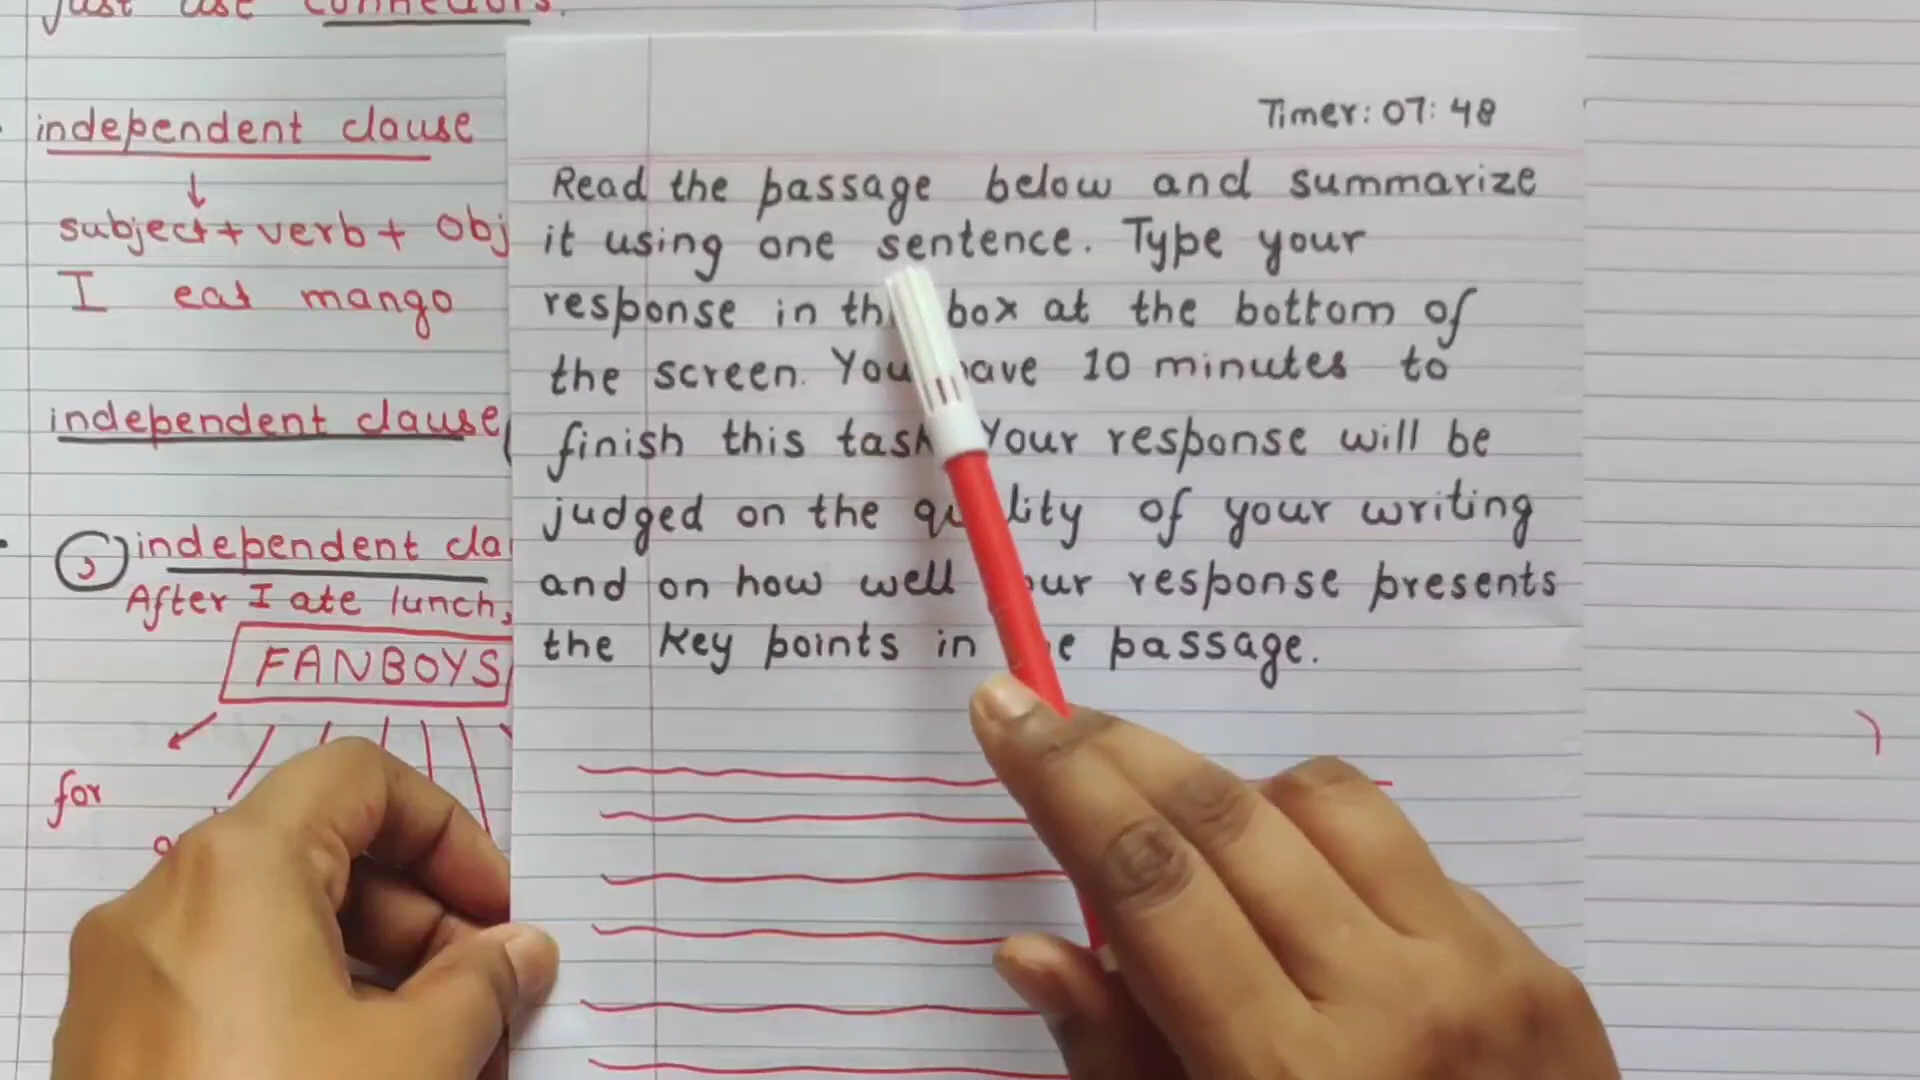 just use connectors.
independent clause
subject + verb + obj
I eat mango
independent clause
independent cla
After I ate lunch,
FANBOYS
for
Timer: 07:48
Read the passage below and summarize
it using one sentence. Type your
response in box at the bottom of
the screen. You have 10 minutes to
finish this task Your response will be
judged on the quality of your writing
and on how well your response presents
the key points in passage.